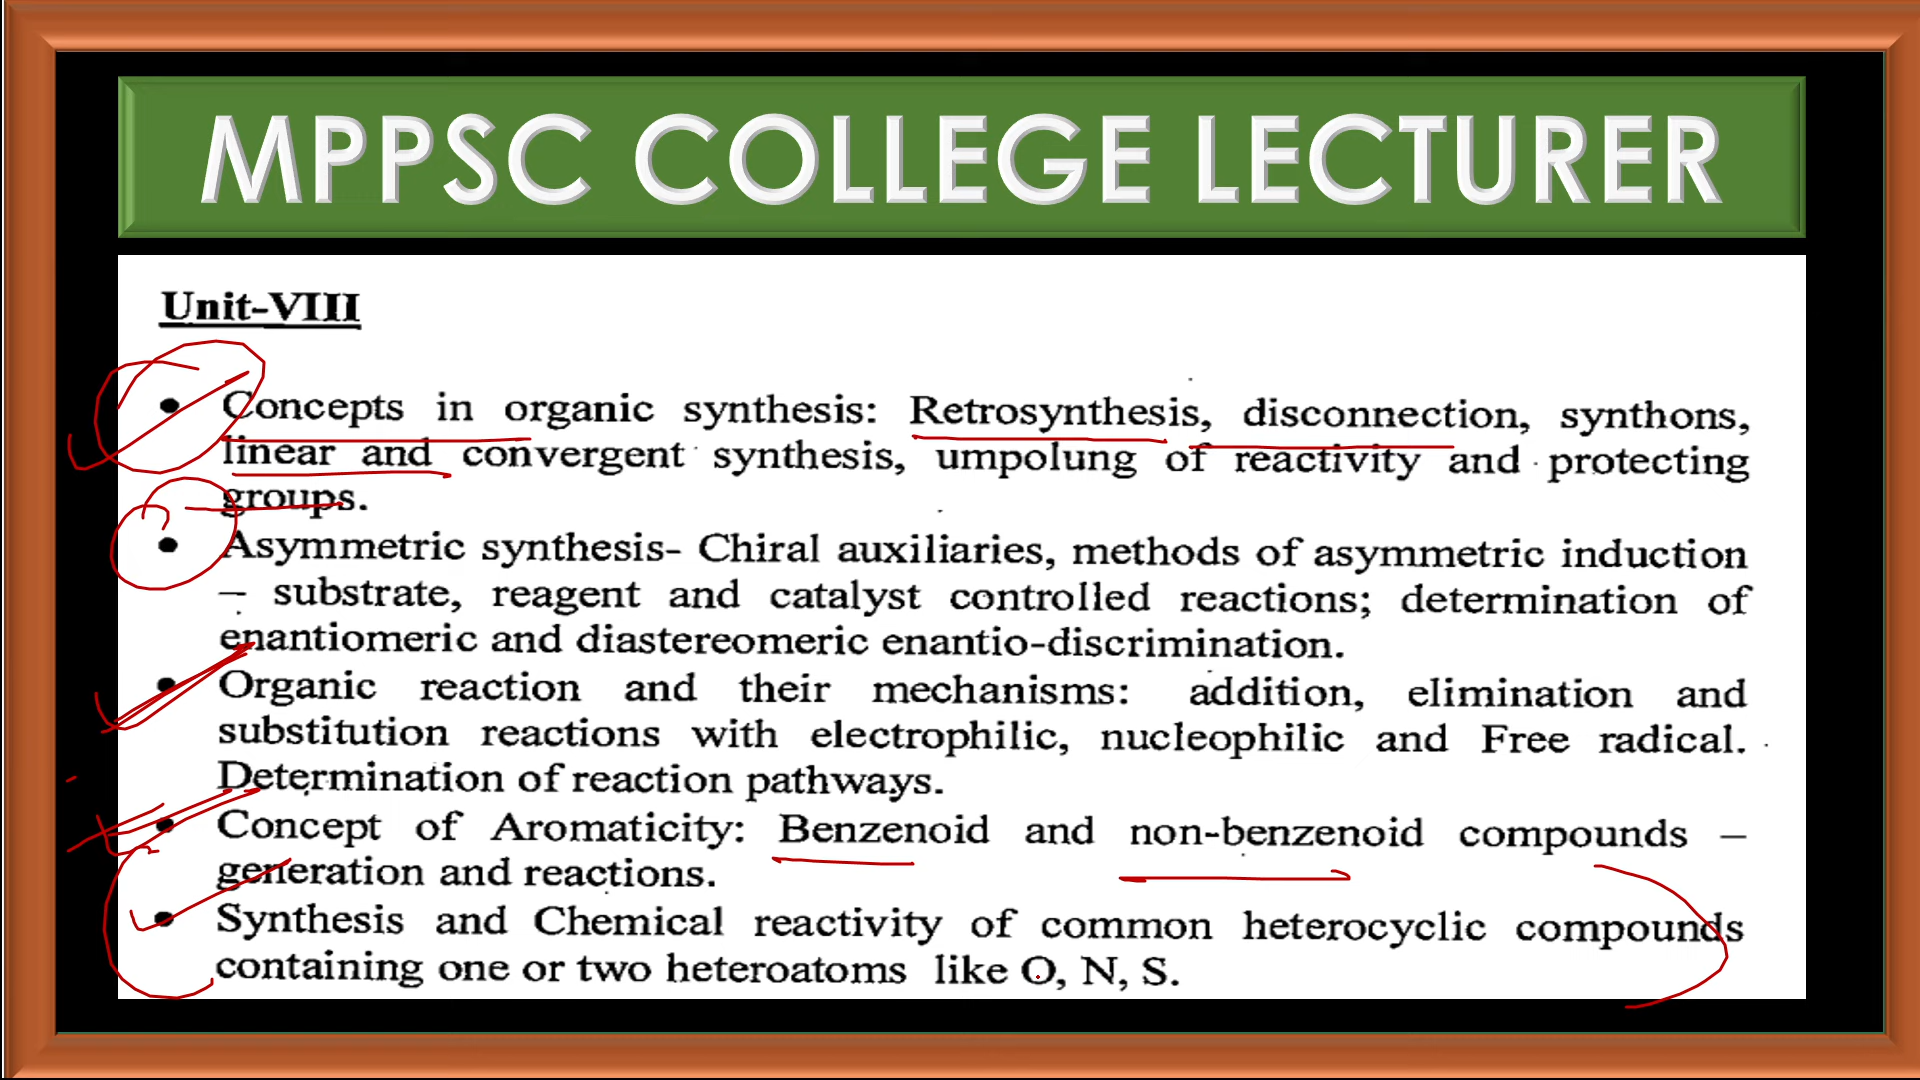 MPPSC COLLEGE LECTURER
Unit-VIII
• Concepts in organic synthesis: Retrosynthesis, disconnection, synthons,
linear and convergent synthesis, umpolung of reactivity and protecting
groups.
• Asymmetric synthesis- Chiral auxiliaries, methods of asymmetric induction
– substrate, reagent and catalyst controlled reactions; determination of
enantiomeric and diastereomeric enantio-discrimination.
• Organic reaction and their mechanisms: addition, elimination and
substitution reactions with electrophilic, nucleophilic and Free radical.
Determination of reaction pathways.
• Concept of Aromaticity: Benzenoid and non-benzenoid compounds –
generation and reactions.
• Synthesis and Chemical reactivity of common heterocyclic compounds
containing one or two heteroatoms like O, N, S.